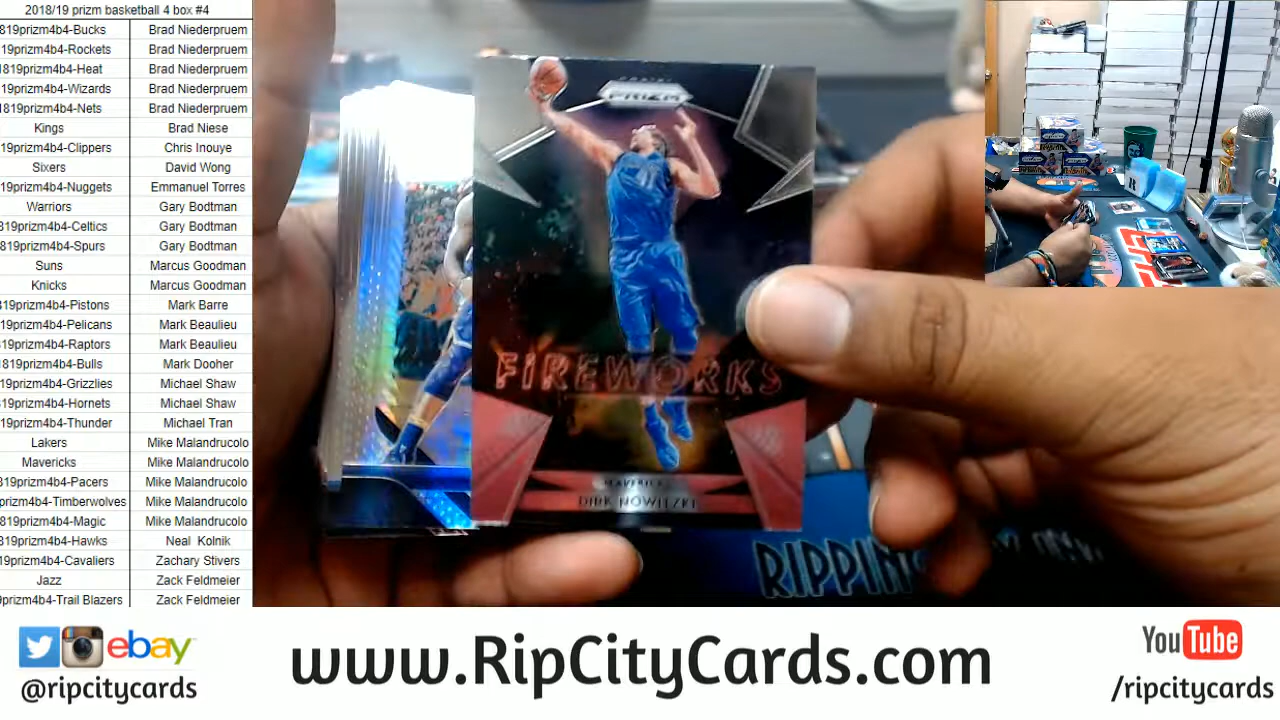 2018/19 prizm basketball 4 box #4
819prizm4b4-Bucks Brad Niederpruem
19prizm4b4-Rockets Brad Niederpruem
1819prizm4b4-Heat Brad Niederpruem
19prizm4b4-Wizards Brad Niederpruem
819prizm4b4-Nets Brad Niederpruem
Kings Brad Niese
19prizm4b4-Clippers Chris Inouye
Sixers David Wong
19prizm4b4-Nuggets Emmanuel Torres
Warriors Gary Bodtman
819prizm4b4-Celtics Gary Bodtman
819prizm4b4-Spurs Gary Bodtman
Suns Marcus Goodman
Knicks Marcus Goodman
19prizm4b4-Pistons Mark Barre
19prizm4b4-Pelicans Mark Beaulieu
19prizm4b4-Raptors Mark Beaulieu
1819prizm4b4-Bulls Mark Dooher
19prizm4b4-Grizzlies Michael Shaw
19prizm4b4-Hornets Michael Shaw
19prizm4b4-Thunder Michael Tran
Lakers Mike Malandrucolo
Mavericks Mike Malandrucolo
19prizm4b4-Pacers Mike Malandrucolo
prizm4b4-Timberwolves Mike Malandrucolo
819prizm4b4-Magic Mike Malandrucolo
819prizm4b4-Hawks Neal Kolnik
19prizm4b4-Cavaliers Zachary Stivers
Jazz Zack Feldmeier
9prizm4b4-Trail Blazers Zack Feldmeier
PANINI
PRIZM
FIREWORKS
MAVERICKS
DIRK NOWITZKI
RIPPIN
ebay
@ripcitycards
www.RipCityCards.com
YouTube
/ripcitycards